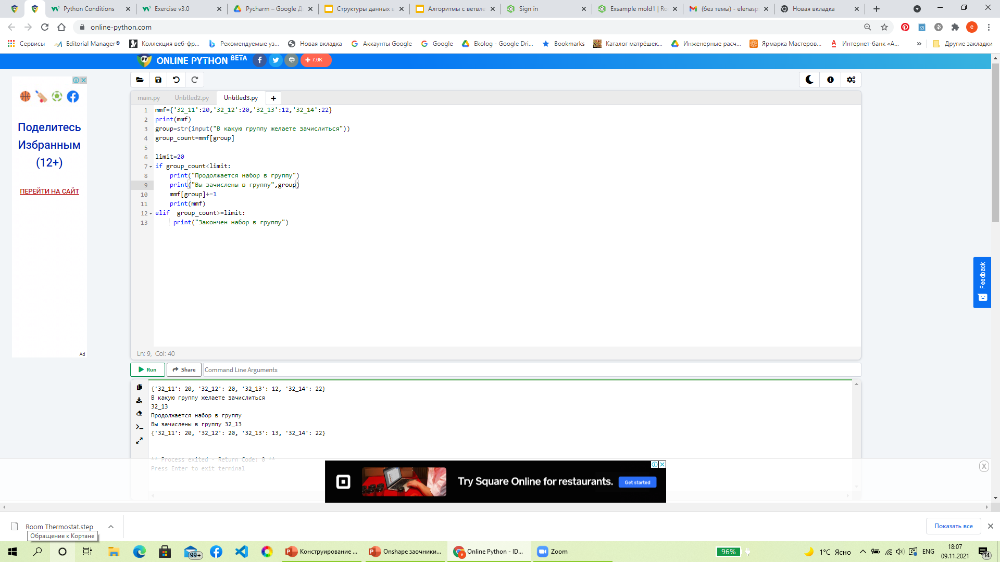 Python Conditions
Exercise v3.0
Pycharm – Google Д
Структуры данных в
Алгоритмы с ветвле
Sign in
Exsample mold1 | Ro
(без темы) - elenasp
Новая вкладка
online-python.com
e
Сервисы
Editorial Manager®
Коллекция веб-фр...
Рекомендуемые уз...
Новая вкладка
Аккаунты Google
Google
Ekolog - Google Dri...
Bookmarks
Каталог матрёшек...
Инженерные расч...
Ярмарка Мастеров...
Интернет-банк «А...
»
Другие закладки
PY ONLINE PYTHON BETA
+ 7.6K
Поделитесь
Избранным
(12+)
ПЕРЕЙТИ НА САЙТ
Ad
main.py
Untitled2.py
Untitled3.py
+
1 mmf={'32_11':20,'32_12':20,'32_13':12,'32_14':22}
2 print(mmf)
3 group=str(input("В какую группу желаете зачислиться"))
4 group_count=mmf[group]
5
6 limit=20
7 if group_count<limit:
8     print("Продолжается набор в группу")
9     print("Вы зачислены в группу",group)
10     mmf[group]+=1
11     print(mmf)
12 elif  group_count>=limit:
13      print("Закончен набор в группу")
Ln: 9, Col: 40
Feedback
Run
Share
Command Line Arguments
{'32_11': 20, '32_12': 20, '32_13': 12, '32_14': 22}
В какую группу желаете зачислиться
32_13
Продолжается набор в группу
Вы зачислены в группу 32_13
{'32_11': 20, '32_12': 20, '32_13': 13, '32_14': 22}
** Process exited - Return Code: 0 **
Press Enter to exit terminal
Try Square Online for restaurants.
Get started
X
Room Thermostat.step
Обращение к Кортане
Показать все
99+
Конструирование ...
Onshape заочники...
Online Python - ID...
Zoom
96%
1°C Ясно
ENG
18:07
09.11.2021
14